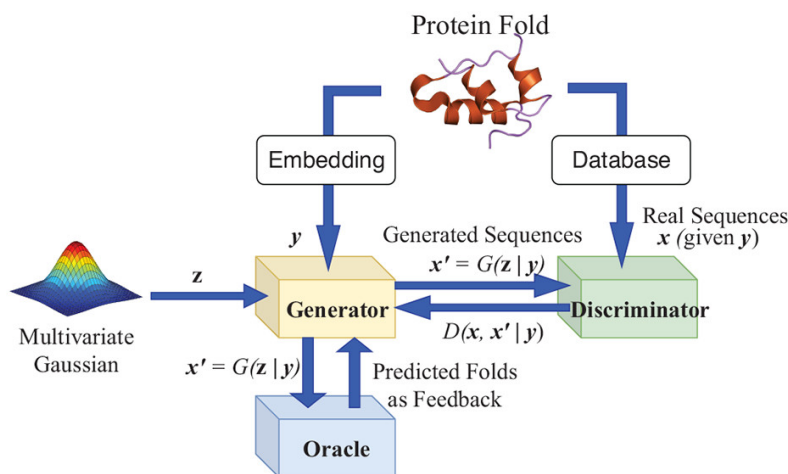 Protein Fold
Embedding
Database
Real Sequences
x (given y)
y
Generated Sequences
x' = G(z | y)
z
Generator
Discriminator
D(x, x' | y)
Multivariate
Gaussian
x' = G(z | y)
Predicted Folds
as Feedback
Oracle